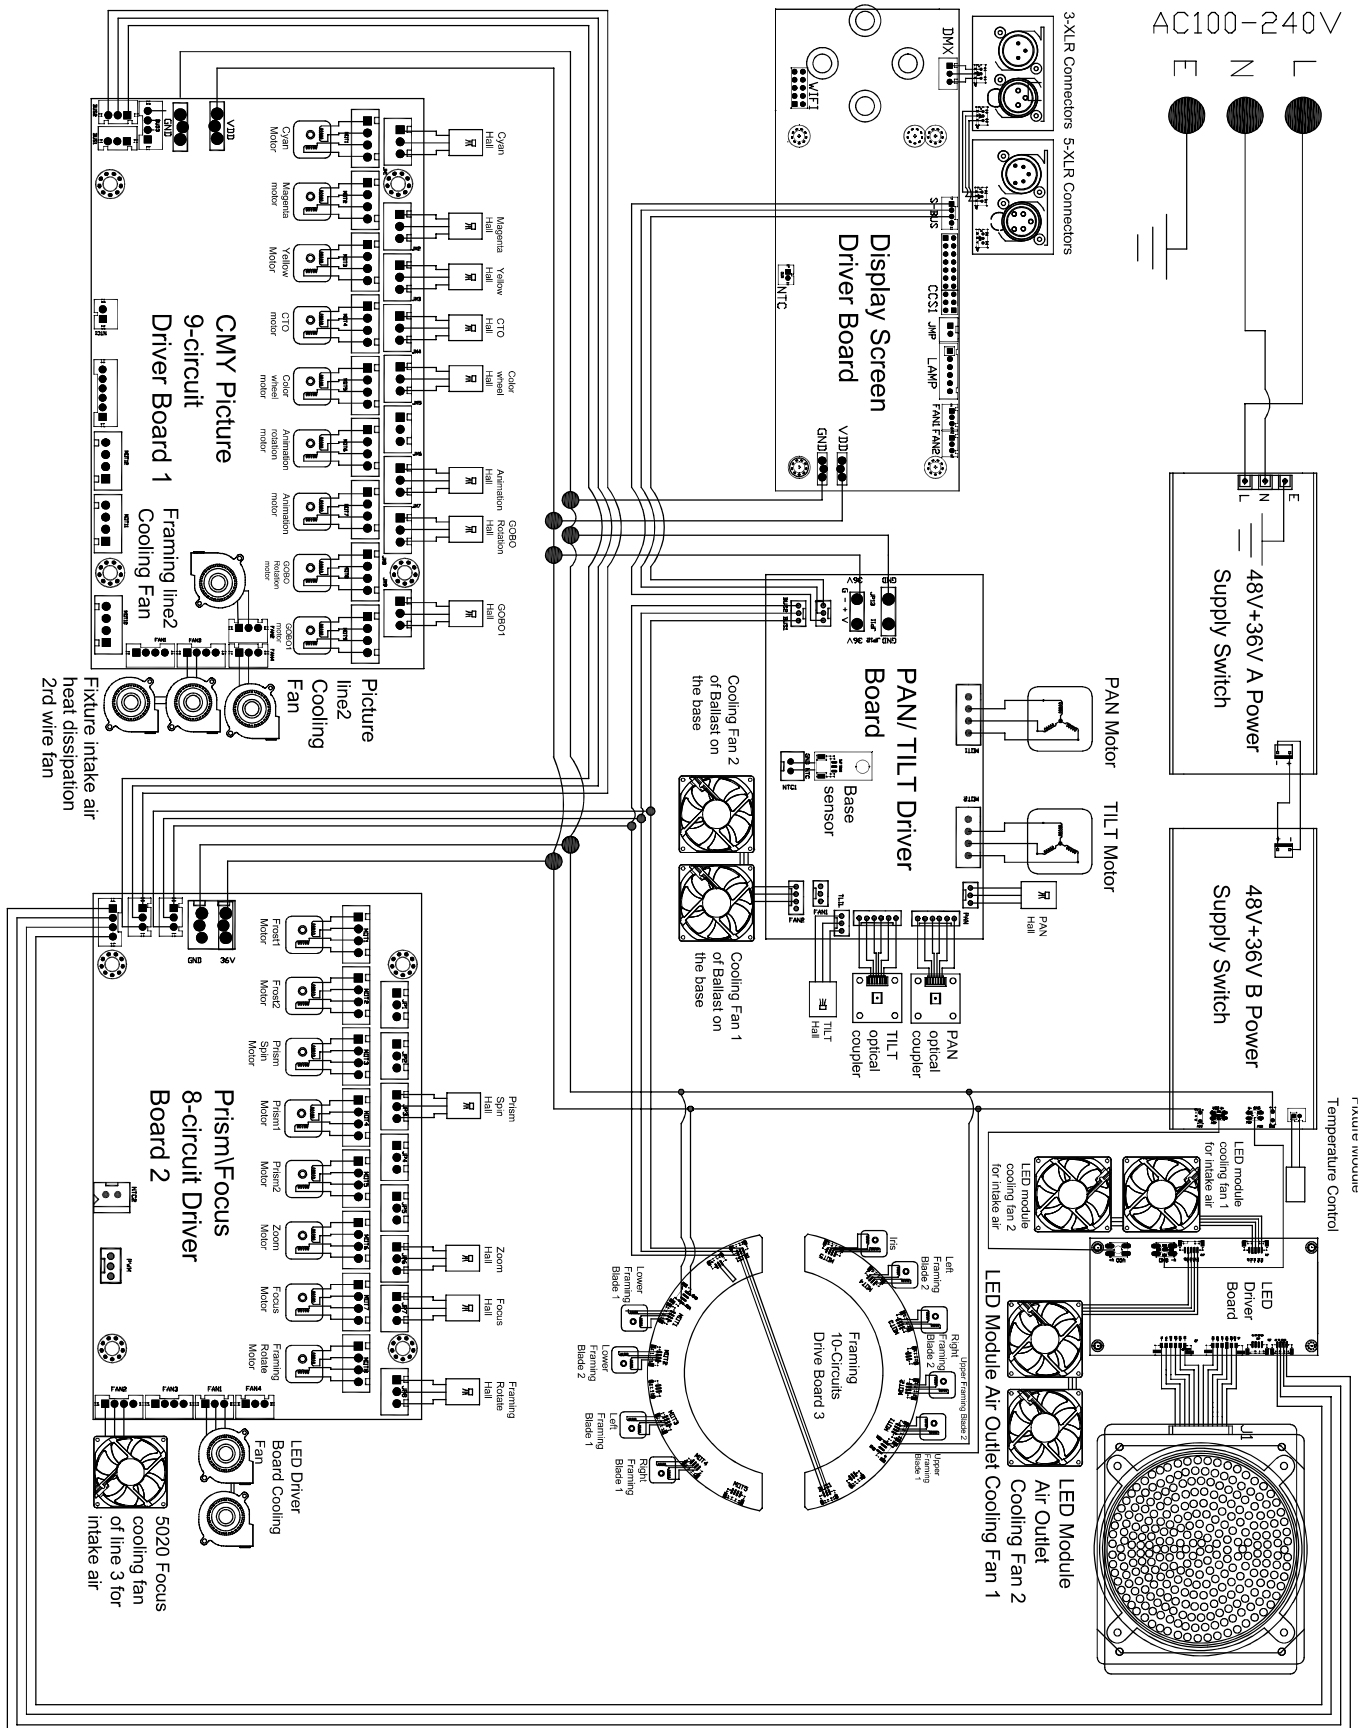 AC100-240V
L
N
E
3-XLR Connectors
5-XLR Connectors
DMX
WIFI
S-BUS
CCS1
JMP
LAMP
FAN1
FAN2
NTC
VDD
GND
Display Screen
Driver Board
L
N
E
48V+36V A Power
Supply Switch
48V+36V B Power
Supply Switch
Fixture Module
Temperature Control
VDD
GND
Cyan
Hall
Magenta
Hall
Yellow
Hall
CTO
Hall
Color
wheel
Hall
Animation
Hall
GOBO
Rotation
Hall
GOBO1
Hall
Cyan
Motor
Magenta
motor
Yellow
Motor
CTO
motor
Color
wheel
motor
Animation
rotation
motor
Animation
motor
GOBO
Rotation
motor
GOBO1
motor
CMY Picture
9-circuit
Driver Board 1
Framing line2
Cooling Fan
Picture
line2
Cooling
Fan
Fixture intake air
heat dissipation
2rd wire fan
PAN/ TILT Driver
Board
PAN Motor
TILT Motor
MOT1
MOT2
GND
36V
JP13
JP12
Base
sensor
NTC1
PAN
Hall
PAN
optical
coupler
TILT
optical
coupler
TILT
Hall
PAN
TILT
FAN1
FAN2
Cooling Fan 2
of Ballast on
the base
Cooling Fan 1
of Ballast on
the base
GND
36V
Frost1
Motor
Frost2
Motor
Prism
Spin
Motor
Prism1
Motor
Prism2
Motor
Zoom
Motor
Focus
Motor
Framing
Rotate
Motor
Prism
Spin
Hall
Zoom
Hall
Focus
Hall
Framing
Rotate
Hall
Prism\Focus
8-circuit Driver
Board 2
NTC2
PWM
FAN2
FAN3
FAN1
FAN4
LED Driver
Board Cooling
Fan
5020 Focus
cooling fan
of line 3 for
intake air
LED module
cooling fan 1
for intake air
LED module
cooling fan 2
for intake air
LED
Driver
Board
J1
LED Module
Air Outlet
Cooling Fan 2
LED Module Air Outlet Cooling Fan 1
Framing
10-Circuits
Drive Board 3
Iris
Left
Framing
Blade 2
Right
Framing
Blade 2
Upper Framing Blade 2
Upper
Framing
Blade 1
Lower
Framing
Blade 1
Lower
Framing
Blade 2
Left
Framing
Blade 1
Right
Framing
Blade 1